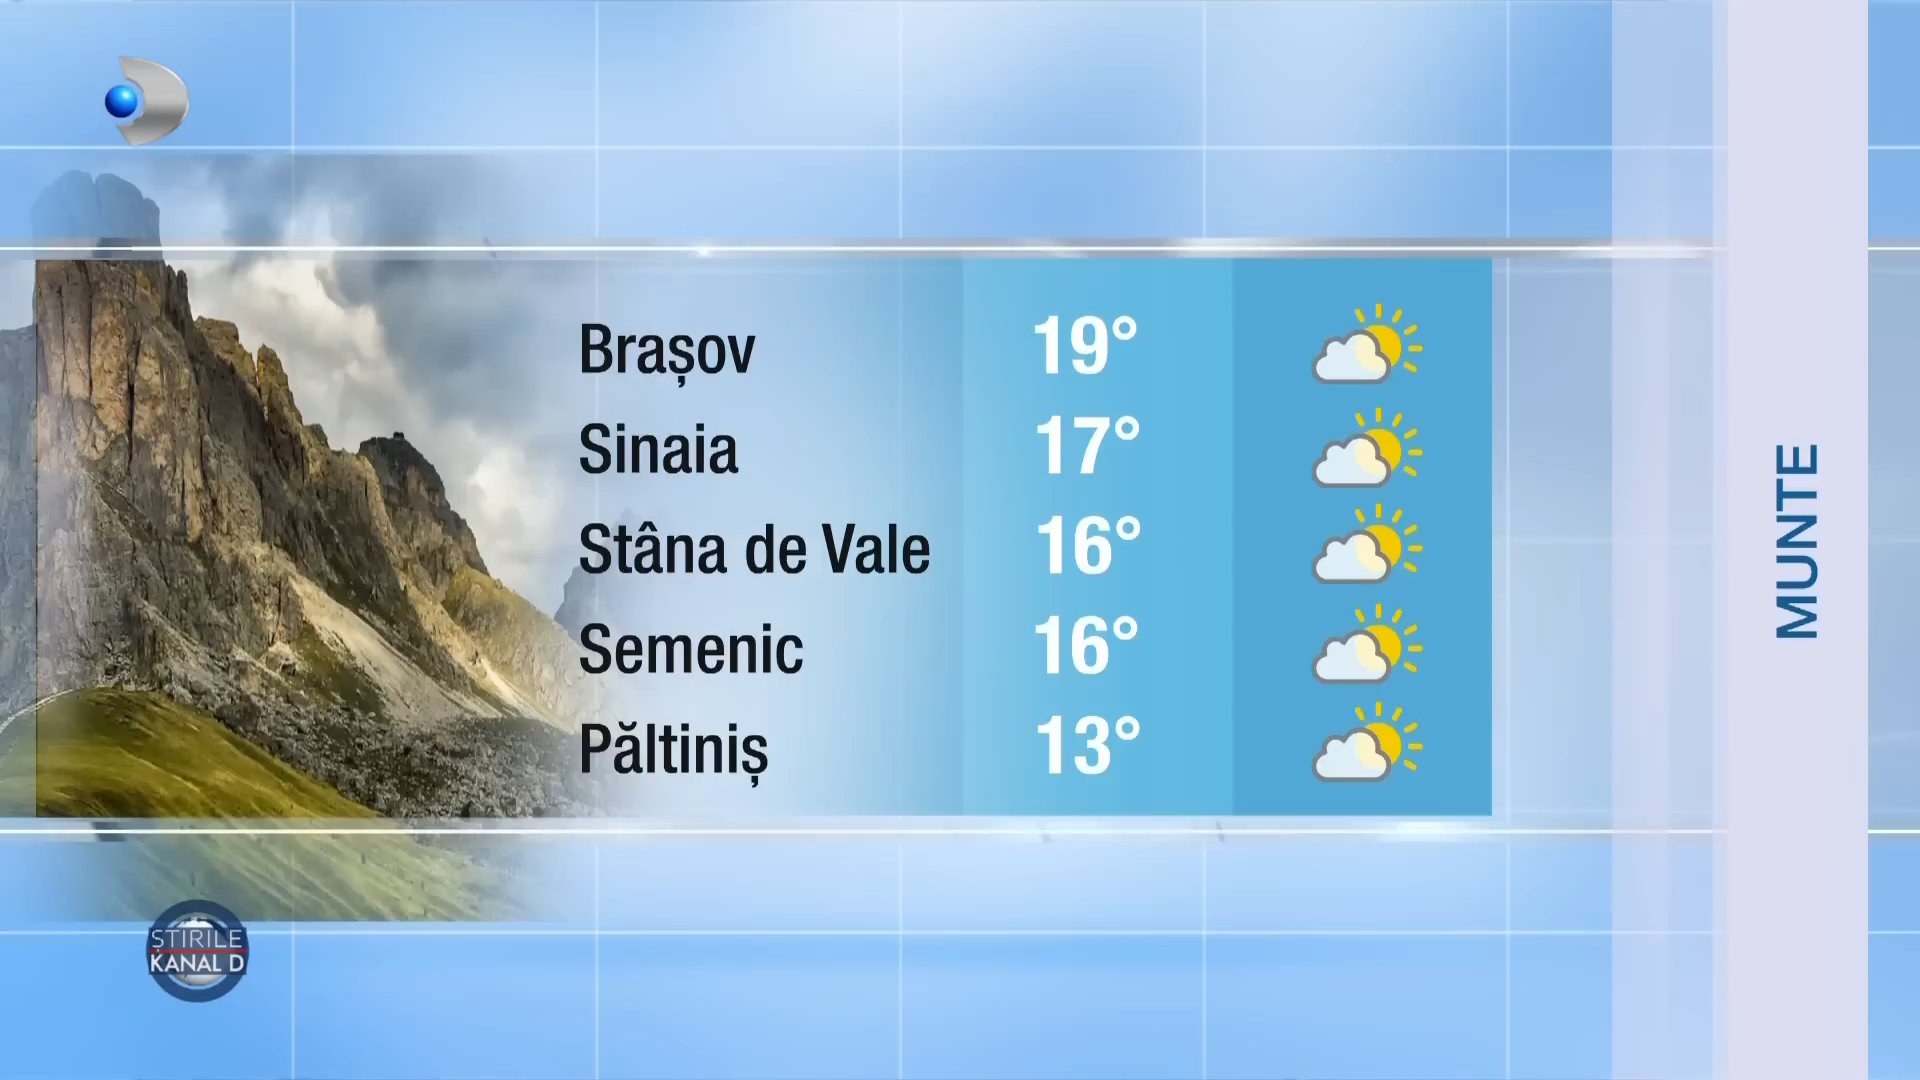 Brașov 19°
Sinaia 17°
Stâna de Vale 16°
Semenic 16°
Păltiniș 13°
MUNTE
ȘTIRILE
KANAL D